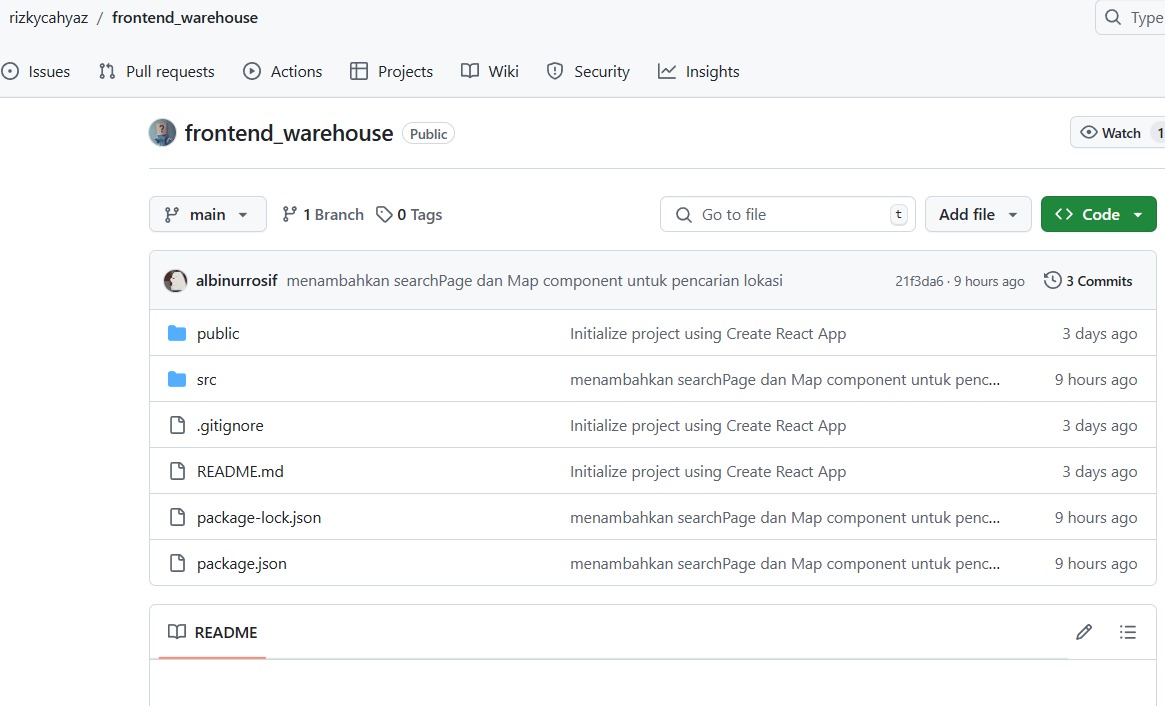 rizkycahyaz / frontend_warehouse
Type
Issues Pull requests Actions Projects Wiki Security Insights
frontend_warehouse Public
Watch 1
main 1 Branch 0 Tags Go to file t Add file Code
albinurrosif menambahkan searchPage dan Map component untuk pencarian lokasi 21f3da6 · 9 hours ago 3 Commits
public Initialize project using Create React App 3 days ago
src menambahkan searchPage dan Map component untuk penc... 9 hours ago
.gitignore Initialize project using Create React App 3 days ago
README.md Initialize project using Create React App 3 days ago
package-lock.json menambahkan searchPage dan Map component untuk penc... 9 hours ago
package.json menambahkan searchPage dan Map component untuk penc... 9 hours ago
README